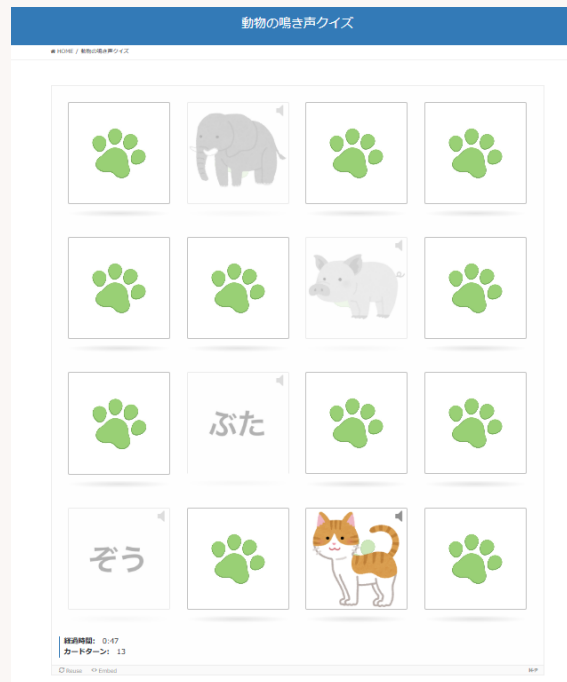 動物の鳴き声クイズ
HOME / 動物の鳴き声クイズ
ぶた
ぞう
経過時間: 0:47
カードターン: 13
Reuse <> Embed
H5P